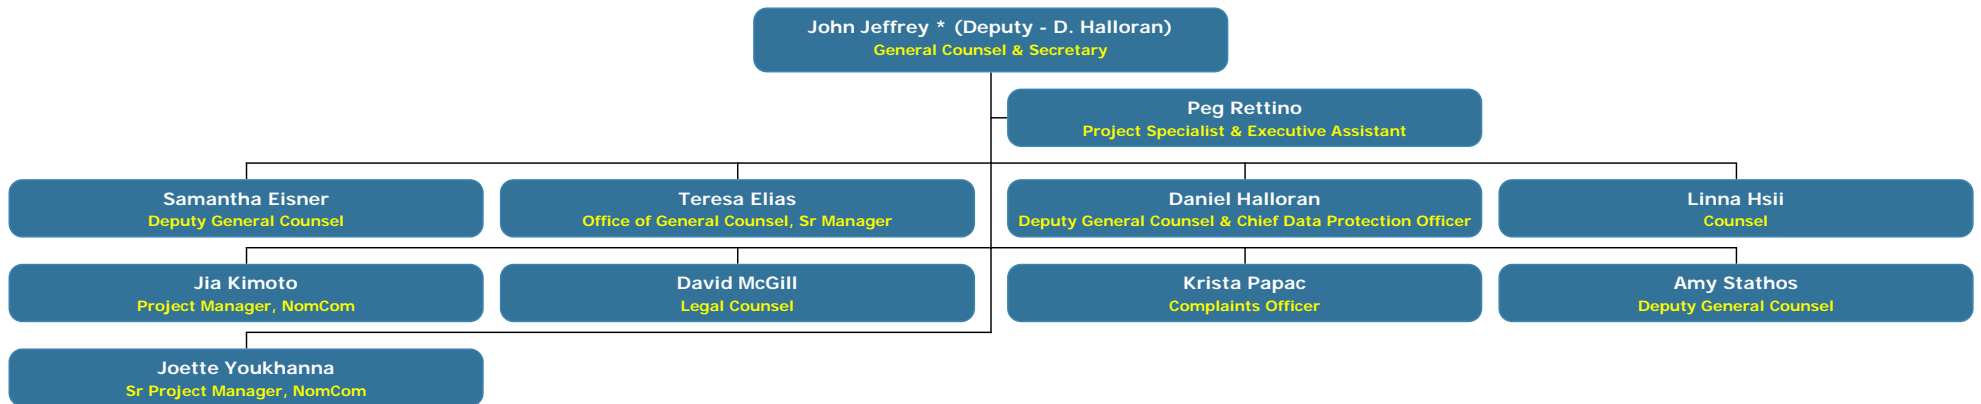 John Jeffrey * (Deputy - D. Halloran)
General Counsel & Secretary
Peg Rettino
Project Specialist & Executive Assistant
Samantha Eisner
Deputy General Counsel
Teresa Elias
Office of General Counsel, Sr Manager
Daniel Halloran
Deputy General Counsel & Chief Data Protection Officer
Linna Hsii
Counsel
Jia Kimoto
Project Manager, NomCom
David McGill
Legal Counsel
Krista Papac
Complaints Officer
Amy Stathos
Deputy General Counsel
Joette Youkhanna
Sr Project Manager, NomCom